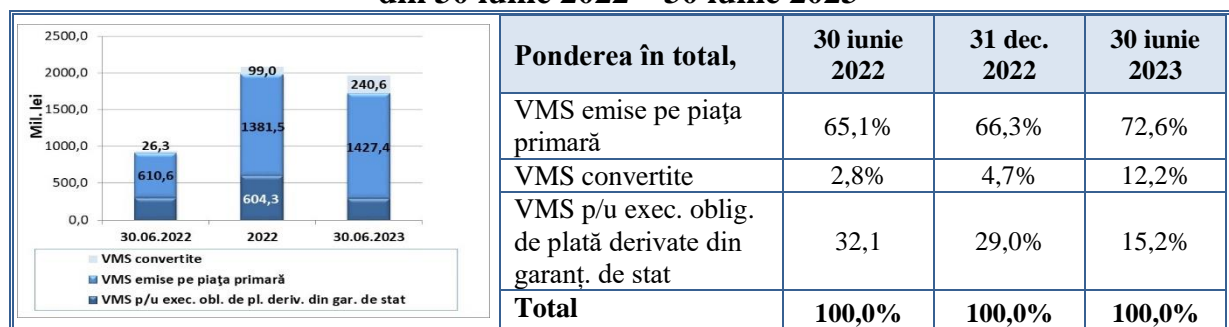 din 30 iunie 2022 – 30 iunie 2023
2500,0
2000,0
1500,0
1000,0
500,0
0,0
Mil.lei
26,3
610,6
99,0
1381,5
604,3
240,6
1427,4
30.06.2022 2022 30.06.2023
VMS convertite
VMS emise pe piaţa primară
VMS p/u exec. obl. de pl. deriv. din gar. de stat
Ponderea în total, 30 iunie 2022 31 dec. 2022 30 iunie 2023
VMS emise pe piaţa
primară 65,1% 66,3% 72,6%
VMS convertite 2,8% 4,7% 12,2%
VMS p/u exec. oblig.
de plată derivate din 32,1 29,0% 15,2%
garanț. de stat
Total 100,0% 100,0% 100,0%